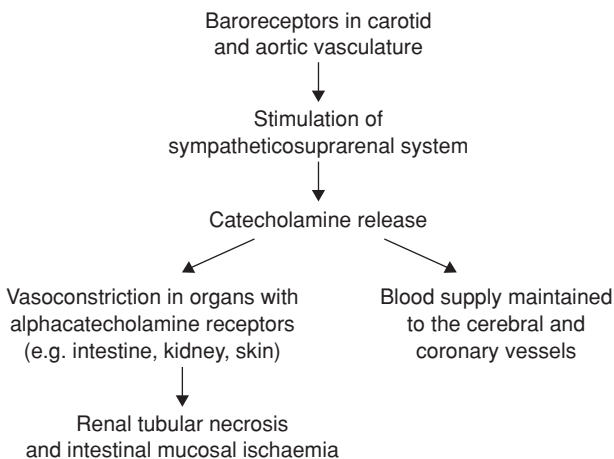 Baroreceptors in carotid
and aortic vasculature
Stimulation of
sympatheticosuprarenal system
Catecholamine release
Vasoconstriction in organs with
alphacatecholamine receptors
(e.g. intestine, kidney, skin)
Blood supply maintained
to the cerebral and
coronary vessels
Renal tubular necrosis
and intestinal mucosal ischaemia